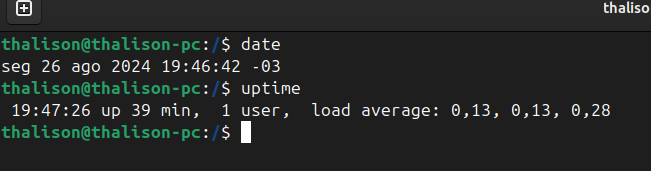 thaliso
thalison@thalison-pc:/$ date
seg 26 ago 2024 19:46:42 -03
thalison@thalison-pc:/$ uptime
 19:47:26 up 39 min,  1 user,  load average: 0,13, 0,13, 0,28
thalison@thalison-pc:/$